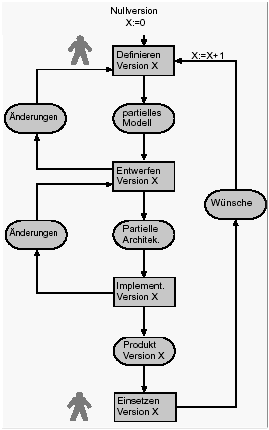 Nullversion
X:=0
Definieren
Version X
X:=X+1
Änderungen
partielles
Modell
Entwerfen
Version X
Wünsche
Änderungen
Partielle
Architek.
Implement.
Version X
Produkt
Version X
Einsetzen
Version X